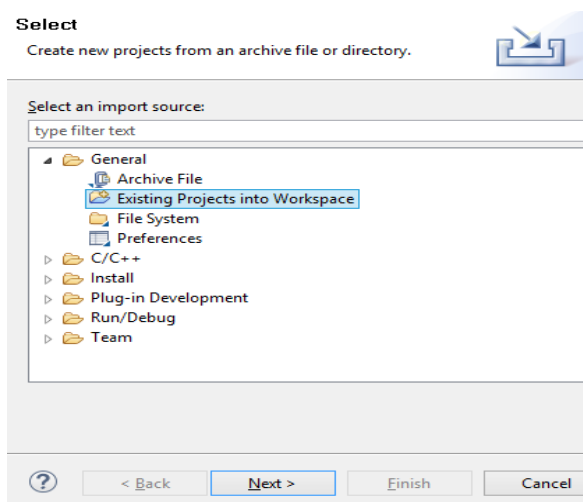 Select
Create new projects from an archive file or directory.
Select an import source:
type filter text
General
Archive File
Existing Projects into Workspace
File System
Preferences
C/C++
Install
Plug-in Development
Run/Debug
Team
? < Back Next > Finish Cancel